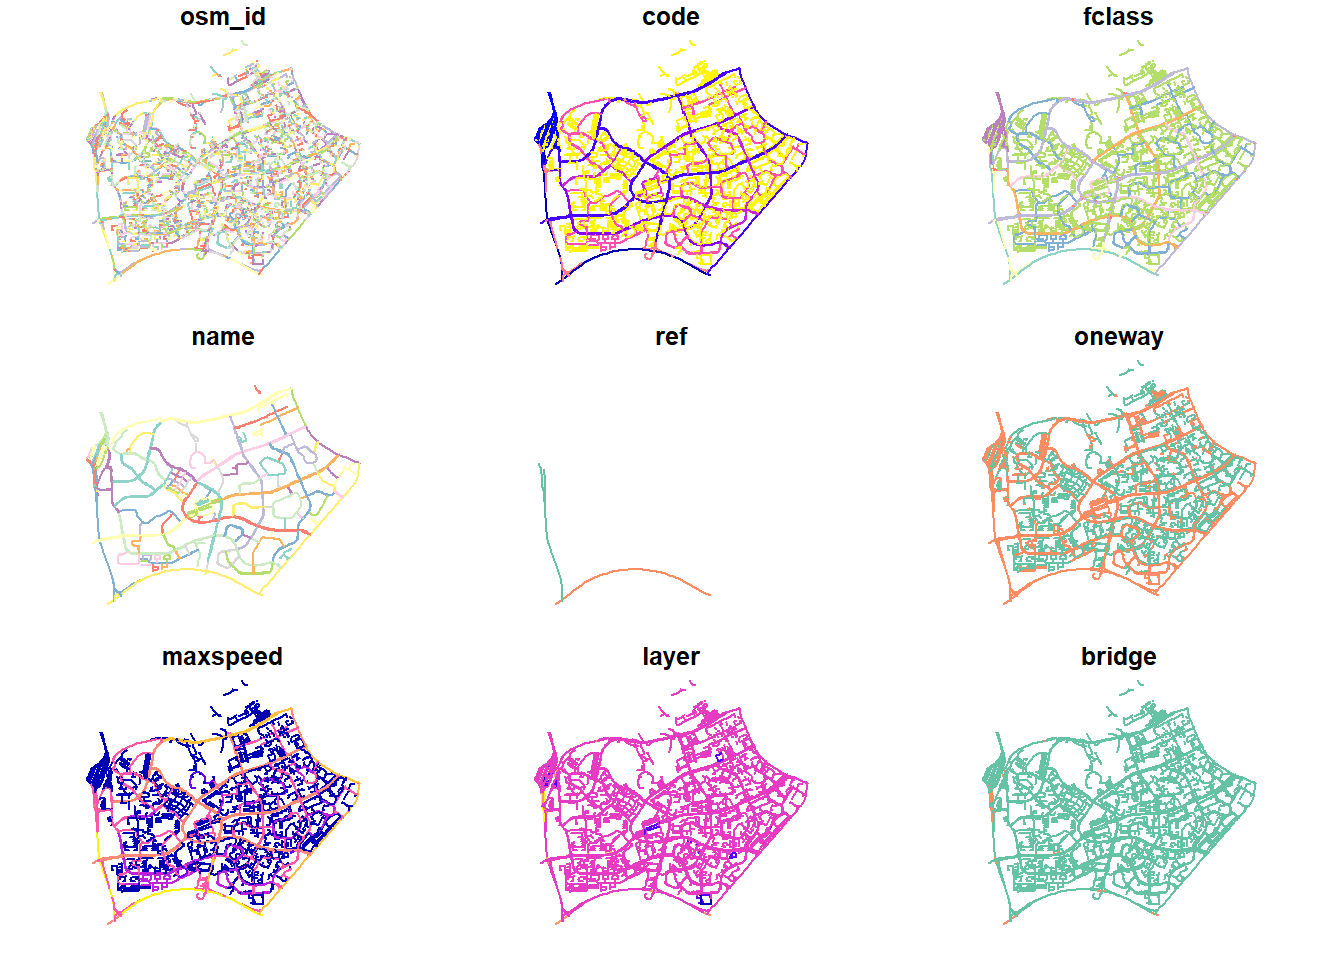 osm_id
code
fclass
name
ref
oneway
maxspeed
layer
bridge